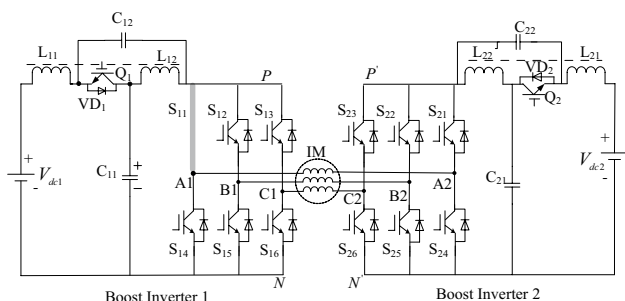 C12 C22
L11 L12 L22 L21
Q1 VD2
VD1 Q2
P P'
S11 S12 S13 S23 S22 S21
IM
+ Vdc1 - C11 + - A1 B1 C1 C2 B2 A2 C21 + Vdc2 -
S14 S15 S16 S26 S25 S24
N N'
Boost Inverter 1 Boost Inverter 2